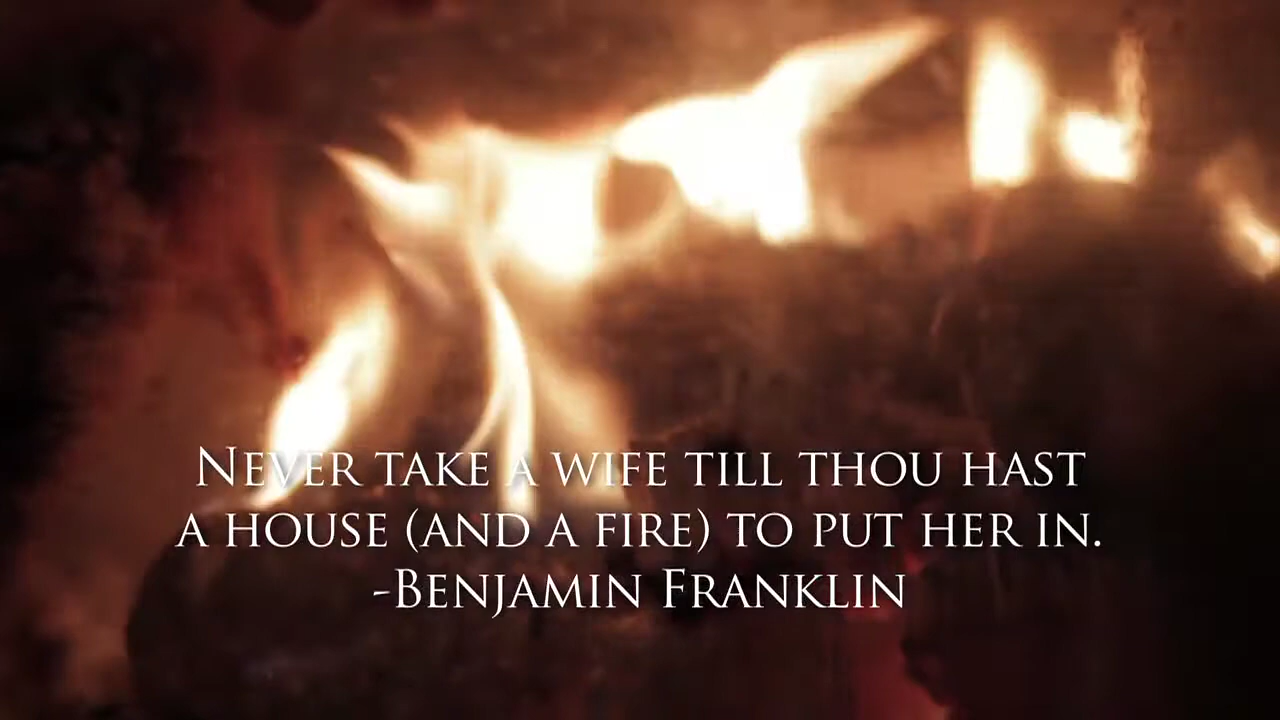 Never take a wife till thou hast
a house (and a fire) to put her in.
-Benjamin Franklin